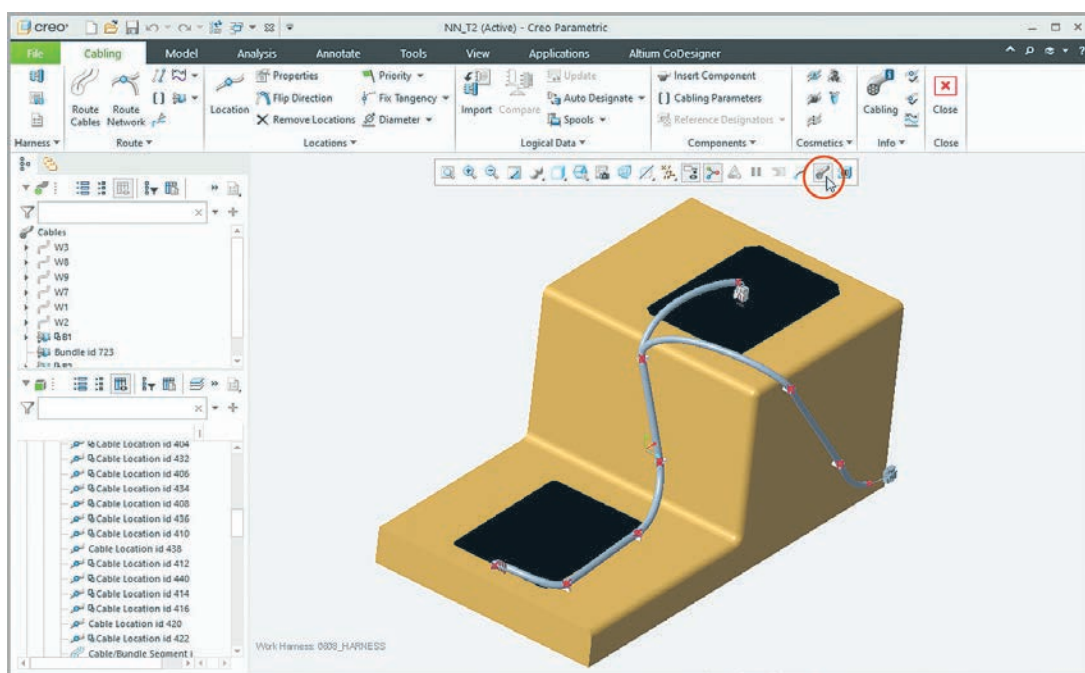 creo NN_T2 (Active) - Creo Parametric
File Cabling Model Analysis Annotate Tools View Applications Altium CoDesigner
Route Cables
Route Network
Location
Properties
Flip Direction
Remove Locations
Priority
Fix Tangency
Diameter
Import
Compare
Update
Auto Designate
Spools
Insert Component
Cabling Parameters
Reference Designators
Cabling
Close
Harness Route Locations Logical Data Components Cosmetics Info Close
Cables
W3
W8
W9
W7
W1
W2
B1
Bundle id 723
Cable Location id 404
Cable Location id 432
Cable Location id 406
Cable Location id 434
Cable Location id 408
Cable Location id 436
Cable Location id 410
Cable Location id 438
Cable Location id 412
Cable Location id 440
Cable Location id 414
Cable Location id 416
Cable Location id 420
Cable Location id 422
Cable/Bundle Segment i
Work Harness: 0808_HARNESS